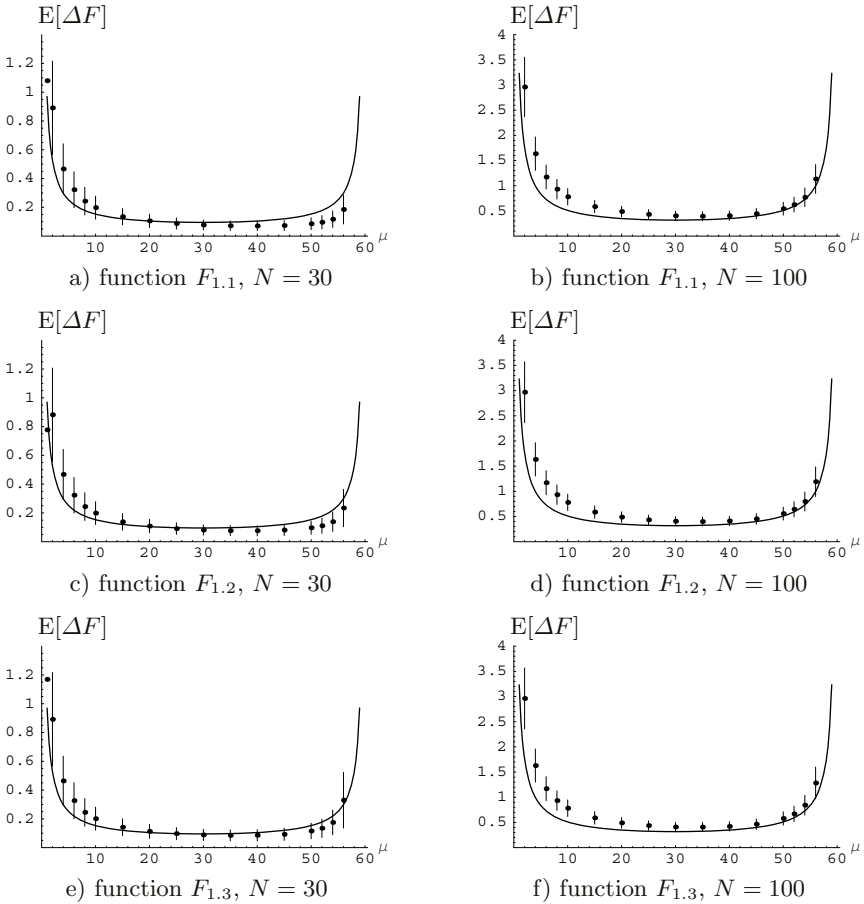 E[ΔF]
1.2
1
0.8
0.6
0.4
0.2
10 20 30 40 50 60 μ
a) function F1.1, N = 30
E[ΔF]
4
3.5
3
2.5
2
1.5
1
0.5
10 20 30 40 50 60 μ
b) function F1.1, N = 100
E[ΔF]
1.2
1
0.8
0.6
0.4
0.2
10 20 30 40 50 60 μ
c) function F1.2, N = 30
E[ΔF]
4
3.5
3
2.5
2
1.5
1
0.5
10 20 30 40 50 60 μ
d) function F1.2, N = 100
E[ΔF]
1.2
1
0.8
0.6
0.4
0.2
10 20 30 40 50 60 μ
e) function F1.3, N = 30
E[ΔF]
4
3.5
3
2.5
2
1.5
1
0.5
10 20 30 40 50 60 μ
f) function F1.3, N = 100